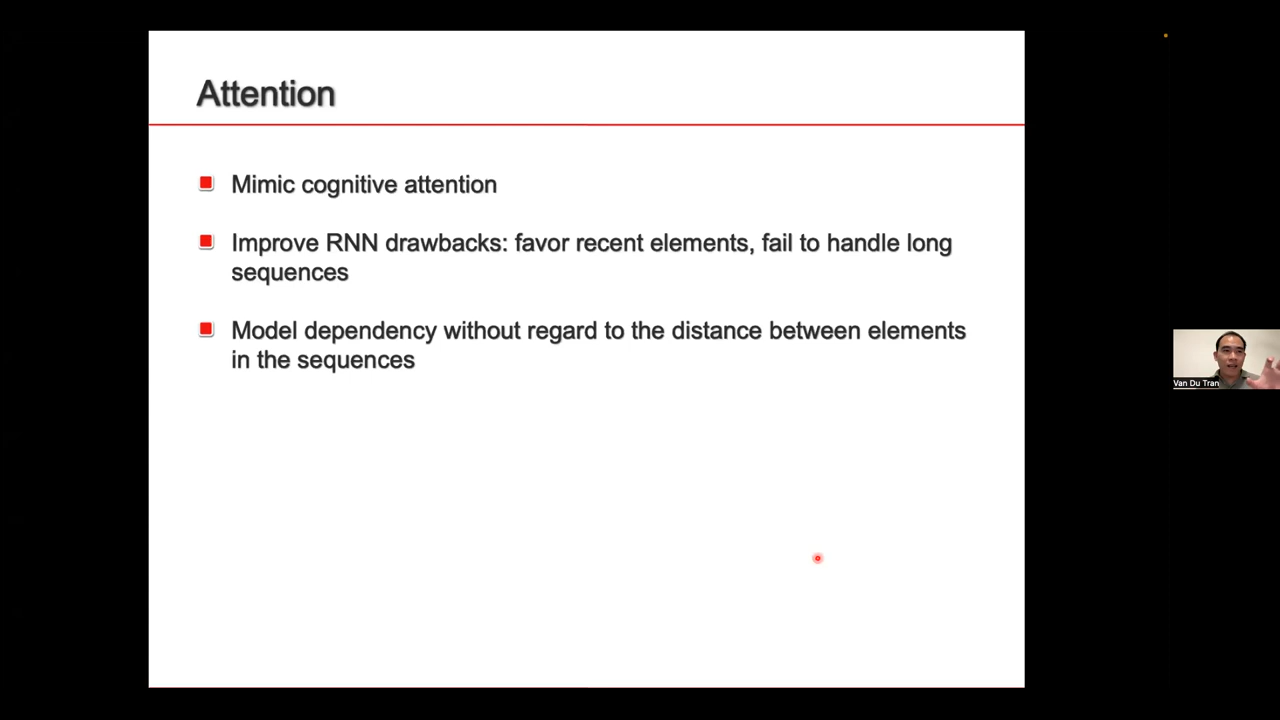 Attention
Mimic cognitive attention
Improve RNN drawbacks: favor recent elements, fail to handle long
sequences
Model dependency without regard to the distance between elements
in the sequences
Van Du Tran